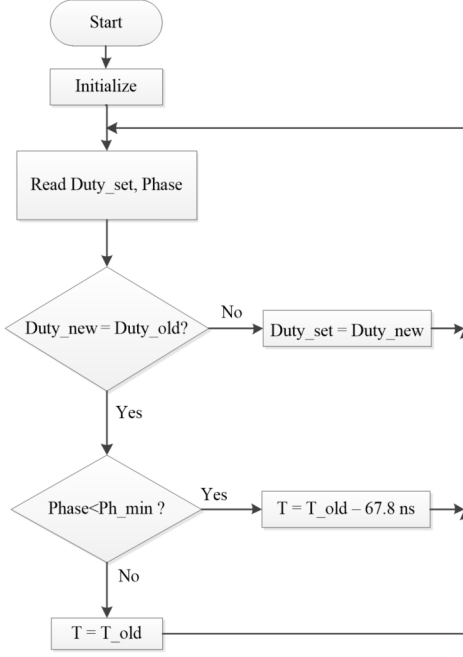 Start
Initialize
Read Duty_set, Phase
Duty_new = Duty_old?
No
Duty_set = Duty_new
Yes
Phase<Ph_min ?
Yes
T = T_old – 67.8 ns
No
T = T_old